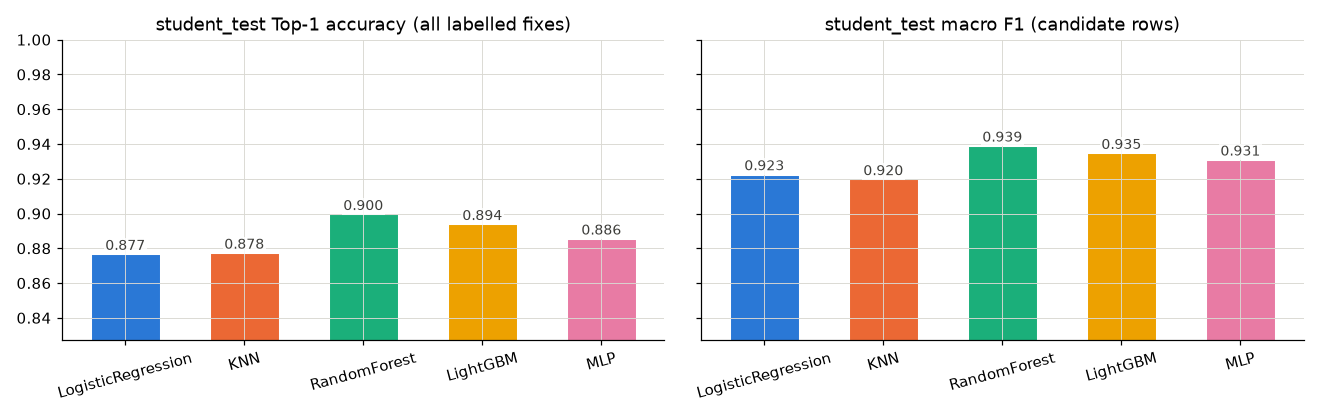 student_test Top-1 accuracy (all labelled fixes)
1.00
0.98
0.96
0.94
0.92
0.90
0.88
0.86
0.84
0.877
0.878
0.900
0.894
0.886
LogisticRegression
KNN
RandomForest
LightGBM
MLP
student_test macro F1 (candidate rows)
0.923
0.920
0.939
0.935
0.931
LogisticRegression
KNN
RandomForest
LightGBM
MLP